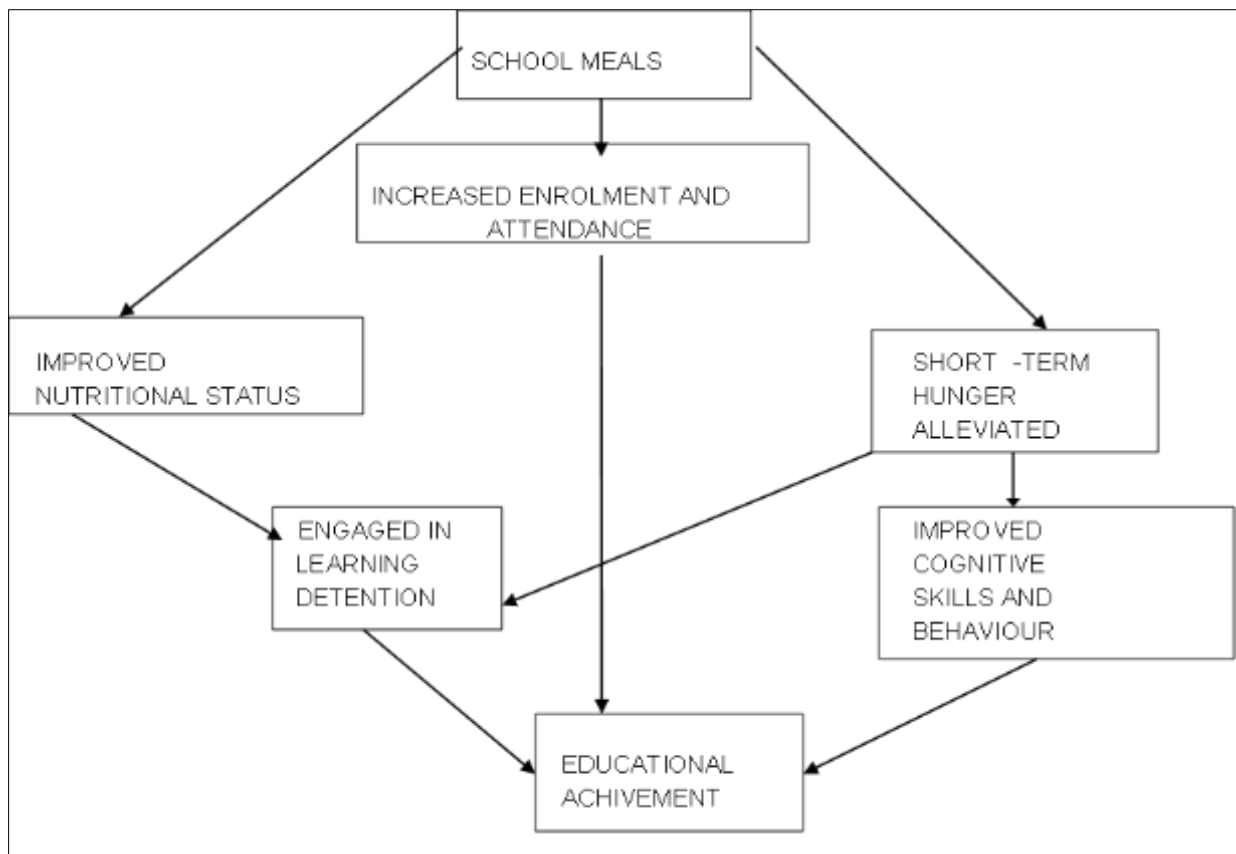 SCHOOL MEALS
INCREASED ENROLMENT AND
ATTENDANCE
IMPROVED
NUTRITIONAL STATUS
SHORT -TERM
HUNGER
ALLEVIATED
ENGAGED IN
LEARNING
DETENTION
IMPROVED
COGNITIVE
SKILLS AND
BEHAVIOUR
EDUCATIONAL
ACHIVEMENT